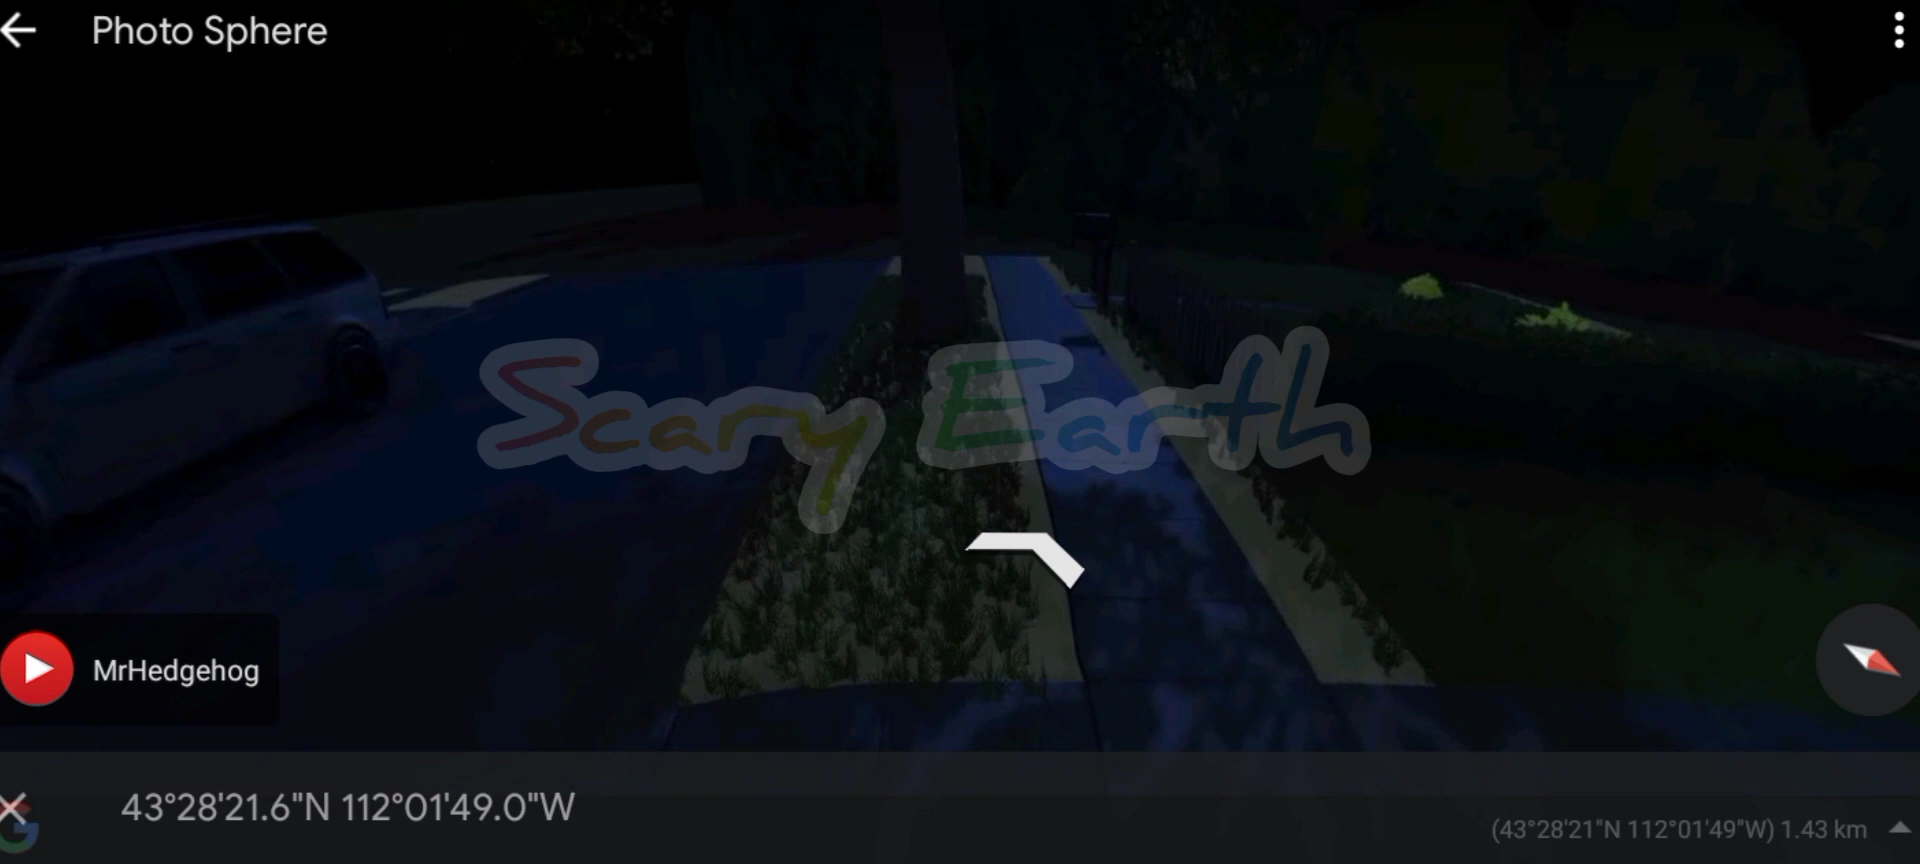 Photo Sphere
Scary Earth
MrHedgehog
43°28'21.6"N 112°01'49.0"W
(43°28'21"N 112°01'49"W) 1.43 km